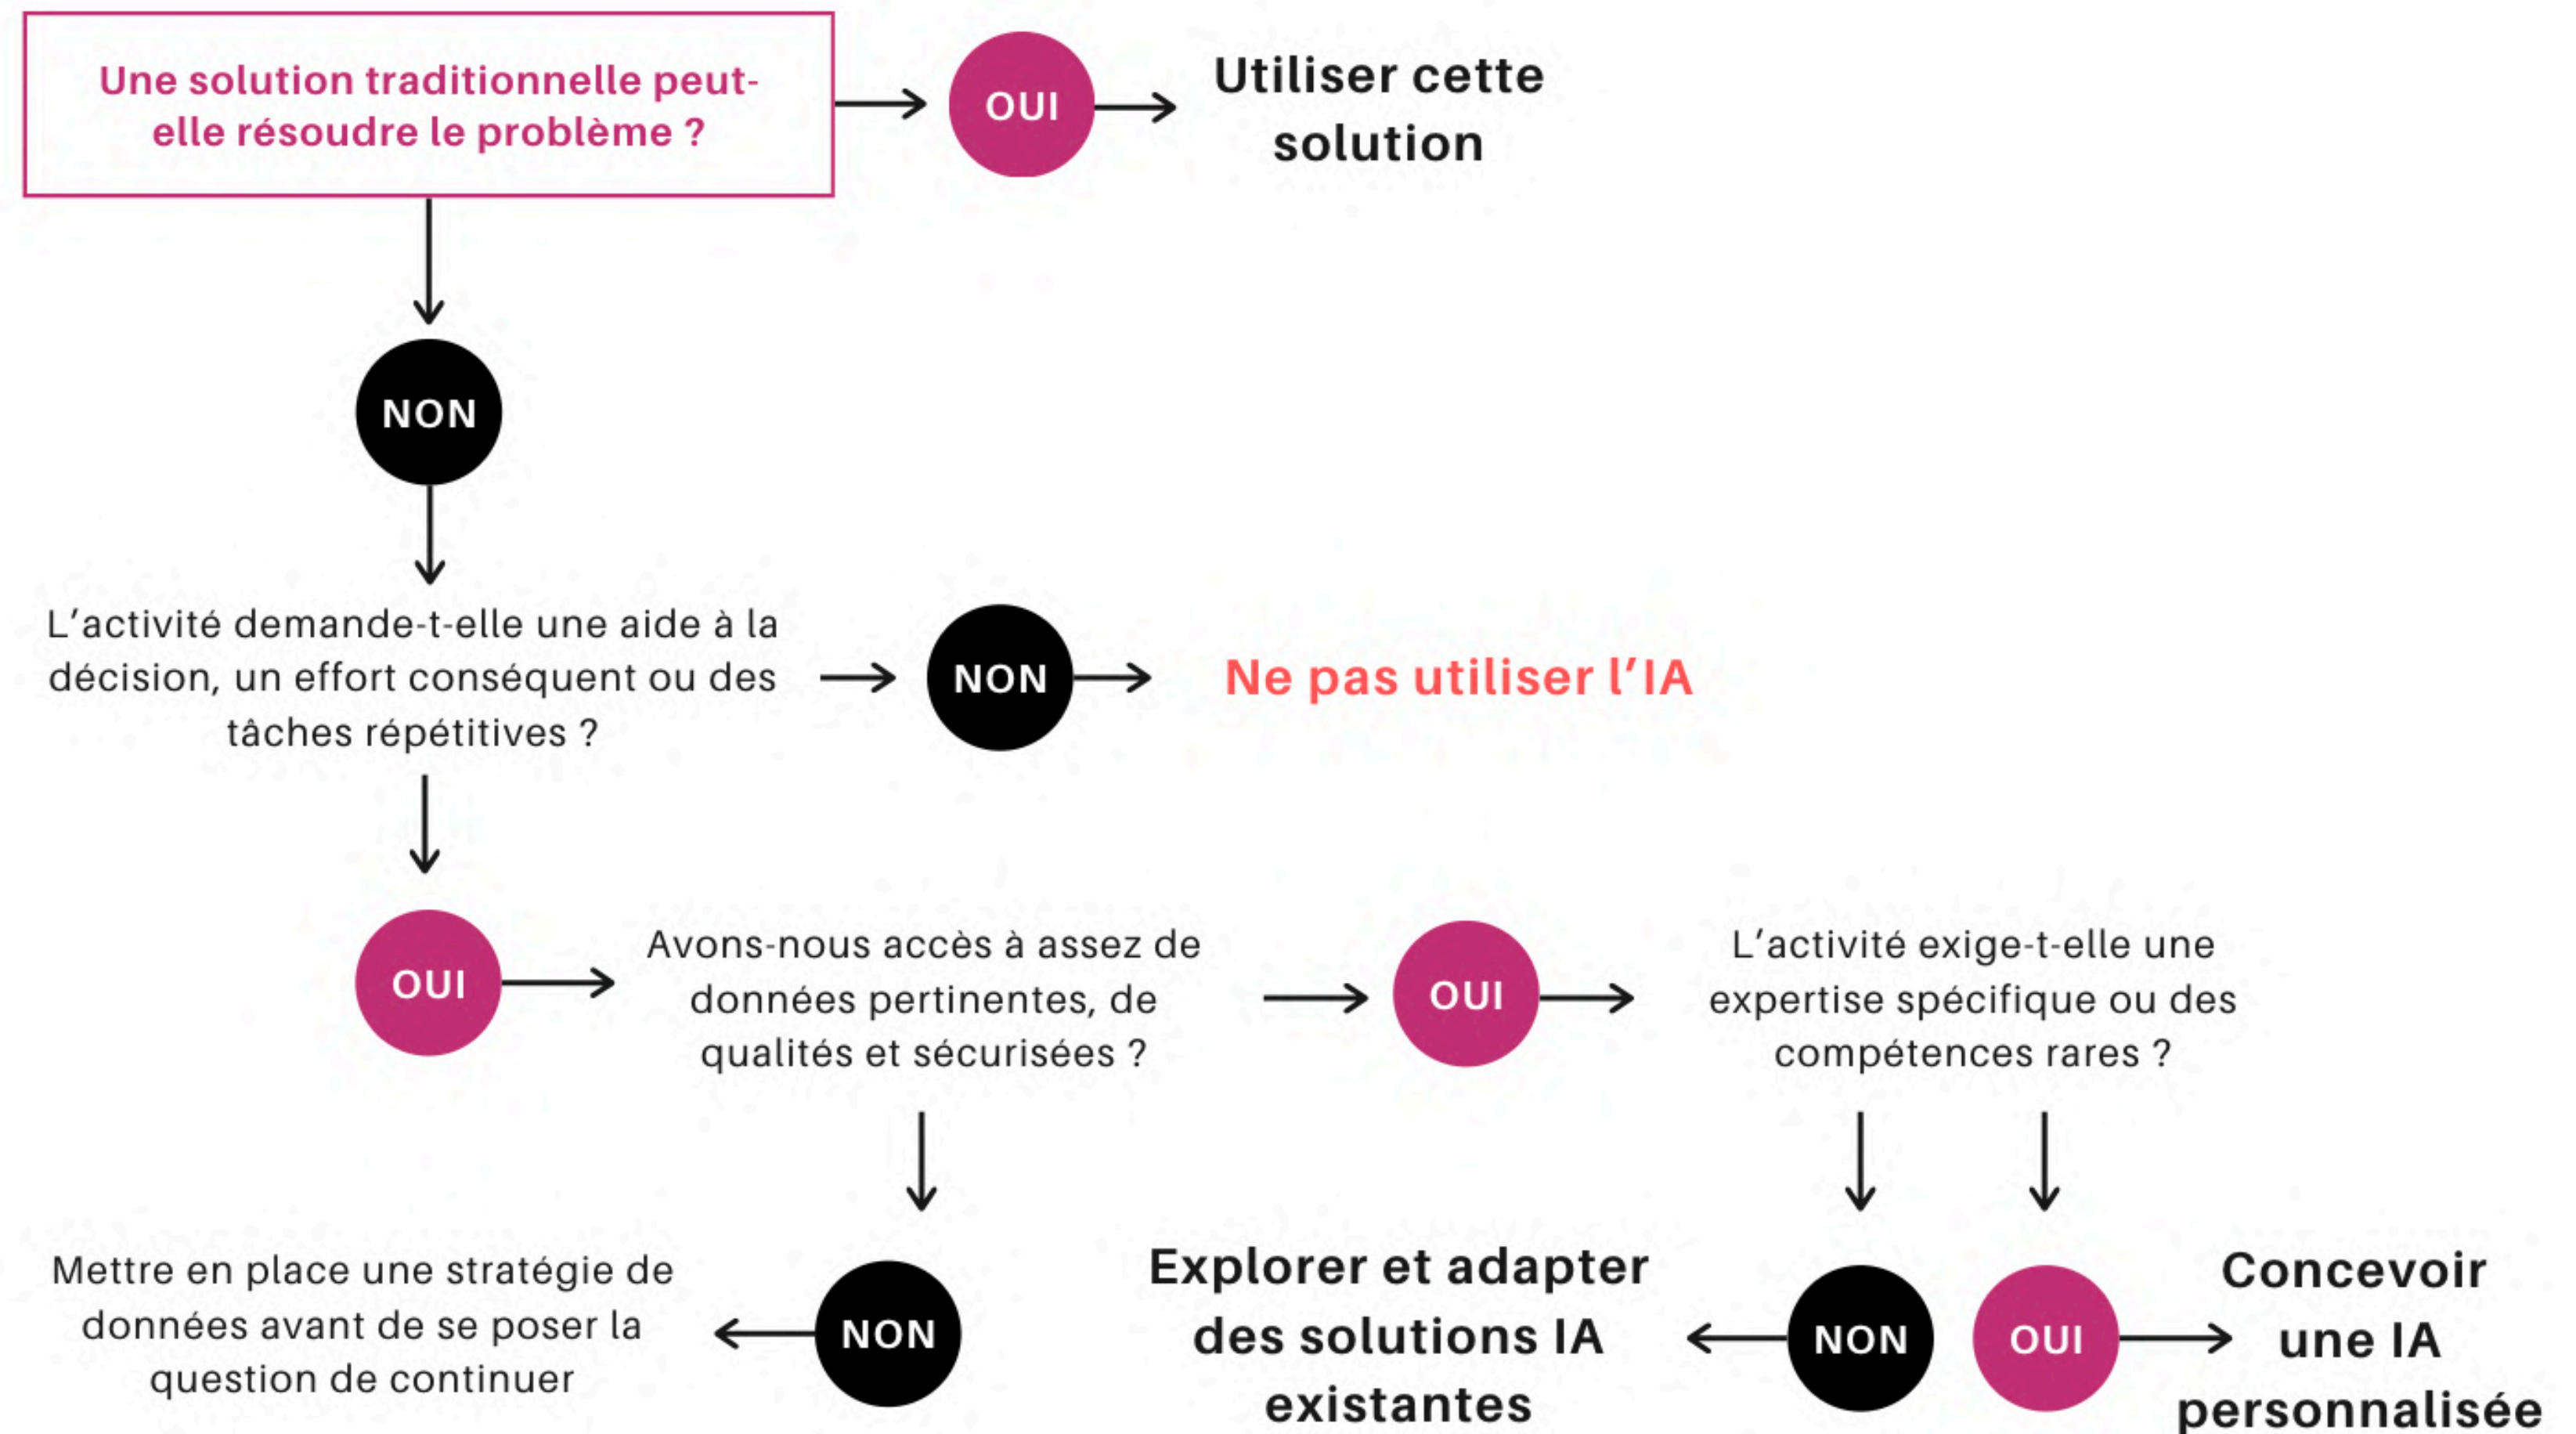 Une solution traditionnelle peut-
elle résoudre le problème ?
OUI
Utiliser cette
solution
NON
L’activité demande-t-elle une aide à la
décision, un effort conséquent ou des
tâches répétitives ?
NON
Ne pas utiliser l’IA
OUI
Avons-nous accès à assez de
données pertinentes, de
qualités et sécurisées ?
OUI
L’activité exige-t-elle une
expertise spécifique ou des
compétences rares ?
Mettre en place une stratégie de
données avant de se poser la
question de continuer
NON
Explorer et adapter
des solutions IA
existantes
NON
OUI
Concevoir
une IA
personnalisée